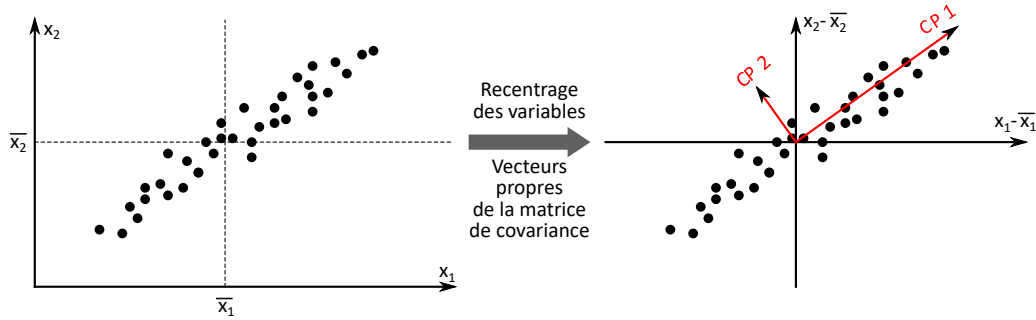 x₂
x̄₂
x̄₁
x₁
Recentrage
des variables
Vecteurs
propres
de la matrice
de covariance
x₂-x̄₂
CP 1
CP 2
x₁-x̄₁